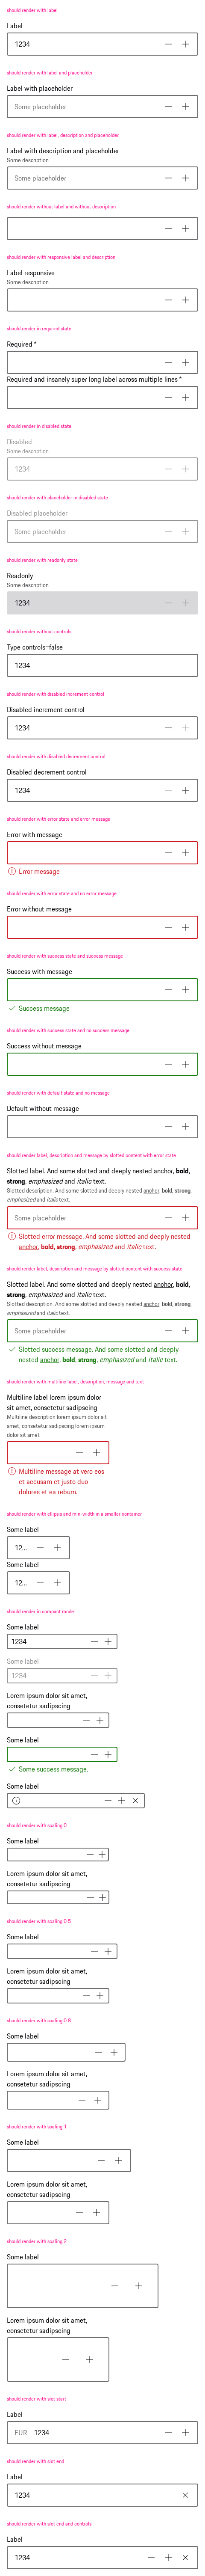 should render with label
Label
1234
should render with label and placeholder
Label with placeholder
Some placeholder
should render with label, description and placeholder
Label with description and placeholder
Some description
Some placeholder
should render without label and without description
should render with responsive label and description
Label responsive
Some description
should render in required state
Required *
Required and insanely super long label across multiple lines *
should render in disabled state
Disabled
Some description
1234
should render with placeholder in disabled state
Disabled placeholder
Some placeholder
should render with readonly state
Readonly
Some description
1234
should render without controls
Type controls=false
1234
should render with disabled increment control
Disabled increment control
1234
should render with disabled decrement control
Disabled decrement control
1234
should render with error state and error message
Error with message
Error message
should render with error state and no error message
Error without message
should render with success state and success message
Success with message
Success message
should render with success state and no success message
Success without message
should render with default state and no message
Default without message
should render label, description and message by slotted content with error state
Slotted label. And some slotted and deeply nested anchor, bold,
strong, emphasized and italic text.
Slotted description. And some slotted and deeply nested anchor, bold, strong,
emphasized and italic text.
Some placeholder
Slotted error message. And some slotted and deeply nested
anchor, bold, strong, emphasized and italic text.
should render label, description and message by slotted content with success state
Slotted label. And some slotted and deeply nested anchor, bold,
strong, emphasized and italic text.
Slotted description. And some slotted and deeply nested anchor, bold, strong,
emphasized and italic text.
Some placeholder
Slotted success message. And some slotted and deeply
nested anchor, bold, strong, emphasized and italic text.
should render with multiline label, description, message and text
Multiline label lorem ipsum dolor
sit amet, consetetur sadipscing
Multiline description lorem ipsum dolor sit
amet, consetetur sadipscing lorem ipsum
dolor sit amet
Multiline message at vero eos
et accusam et justo duo
dolores et ea rebum.
should render with ellipsis and min-width in a smaller container
Some label
12…
Some label
12…
should render in compact mode
Some label
1234
Some label
1234
Lorem ipsum dolor sit amet,
consetetur sadipscing
Some label
Some success message.
Some label
should render with scaling 0
Some label
Lorem ipsum dolor sit amet,
consetetur sadipscing
should render with scaling 0.5
Some label
Lorem ipsum dolor sit amet,
consetetur sadipscing
should render with scaling 0.8
Some label
Lorem ipsum dolor sit amet,
consetetur sadipscing
should render with scaling 1
Some label
Lorem ipsum dolor sit amet,
consetetur sadipscing
should render with scaling 2
Some label
Lorem ipsum dolor sit amet,
consetetur sadipscing
should render with slot start
Label
EUR 1234
should render with slot end
Label
1234
should render with slot end and controls
Label
1234